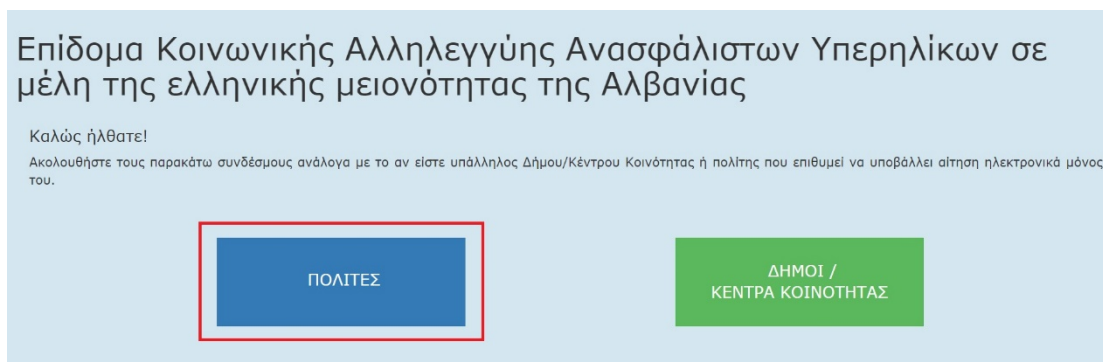 Επίδομα Κοινωνικής Αλληλεγγύης Ανασφάλιστων Υπερηλίκων σε
μέλη της ελληνικής μειονότητας της Αλβανίας
Καλώς ήλθατε!
Ακολουθήστε τους παρακάτω συνδέσμους ανάλογα με το αν είστε υπάλληλος Δήμου/Κέντρου Κοινότητας ή πολίτης που επιθυμεί να υποβάλλει αίτηση ηλεκτρονικά μόνος
του.
ΠΟΛΙΤΕΣ
ΔΗΜΟΙ /
ΚΕΝΤΡΑ ΚΟΙΝΟΤΗΤΑΣ